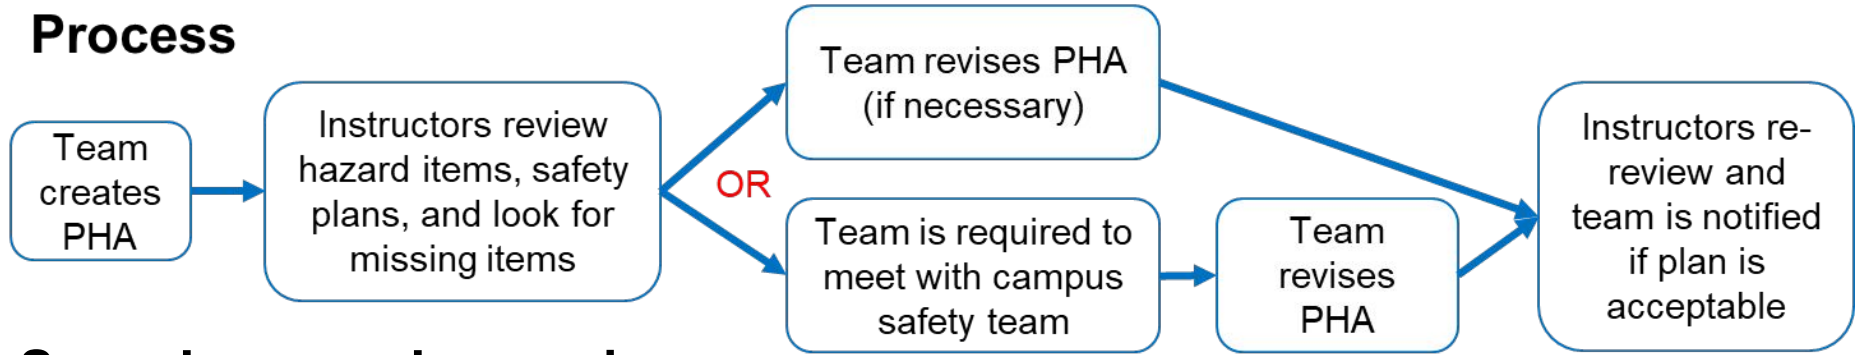 Process
Team
creates
PHA
Instructors review
hazard items, safety
plans, and look for
missing items
OR
Team revises PHA
(if necessary)
Team is required to
meet with campus
safety team
Team
revises
PHA
Instructors re-
review and
team is notified
if plan is
acceptable